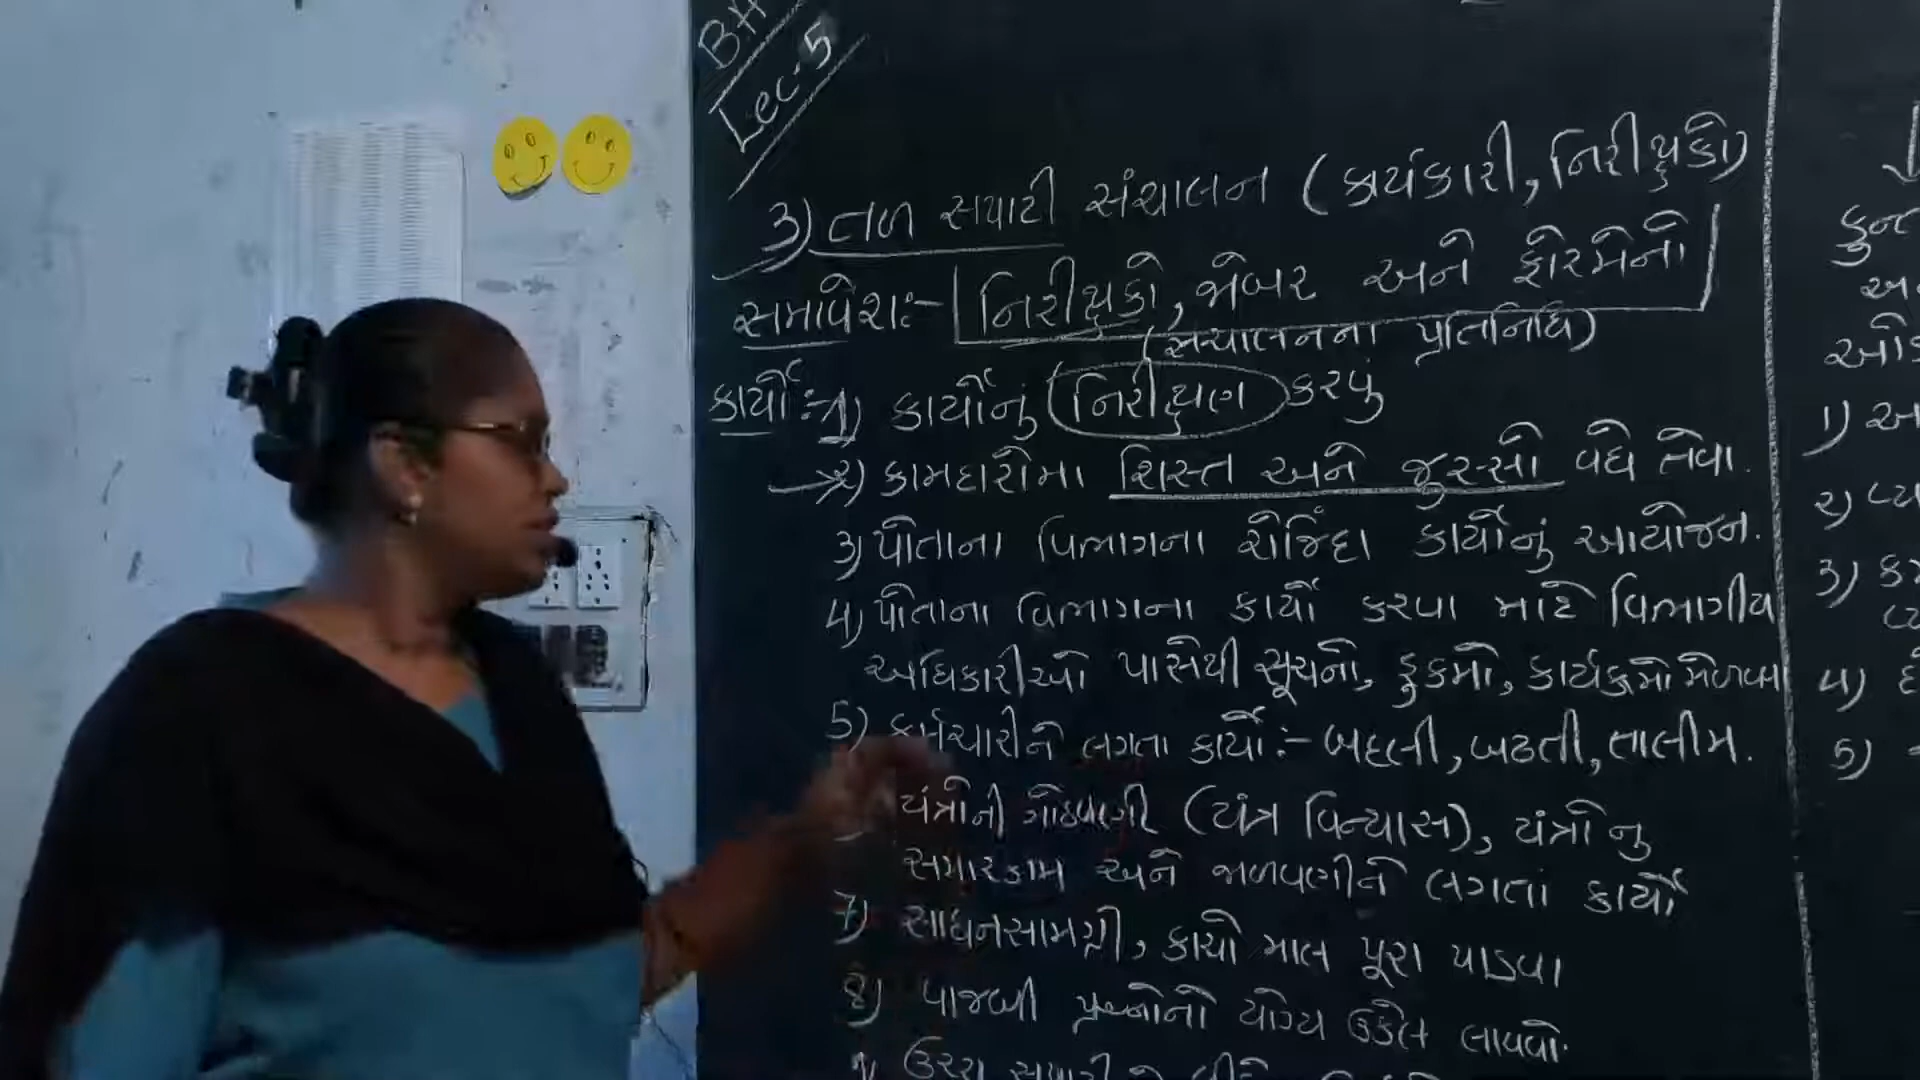 Lec-5
3) તળ સપાટી સંચાલન (કાર્યકારી, નિરીક્ષકો)
સમાવેશઃ- નિરીક્ષકો, જોબર અને ફોરમેનો
(સંચાલનના પ્રતિનિધિ)
કાર્યોઃ- 1) કાર્યોનું નિરીક્ષણ કરવું
૨) કામદારોમા શિસ્ત અને જુસ્સો વધે તેવા.
3) પોતાના વિભાગના રોજિંદા કાર્યોનું આયોજન.
4) પોતાના વિભાગના કાર્યો કરવા માટે વિભાગીય
અધિકારીઓ પાસેથી સૂચનો, હુકમો, કાર્યક્રમો મેળવવા
5) કર્મચારીને લગતા કાર્યોઃ- બદલી, બઢતી, તાલીમ.
યંત્રોની ગોઠવણી (યંત્ર વિન્યાસ), યંત્રોનુ
સમારકામ અને જાળવણીને લગતાં કાર્યો
7) સાધનસામગ્રી, કાચો માલ પૂરા પાડવા
8) વાજબી પ્રશ્નોનો યોગ્ય ઉકેલ લાવવો.